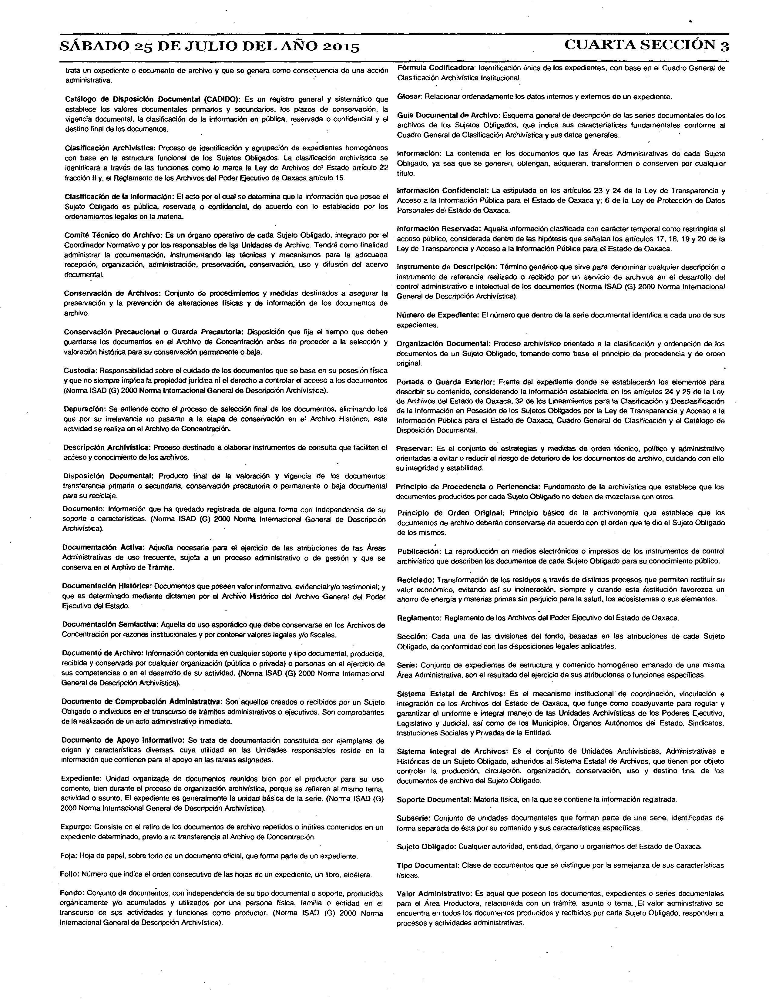 SÁBADO 25 DE JULIO DEL AÑO 2015
CUARTA SECCIÓN 3
trata un expediente o documento de archivo y que se genera como consecuencia de una acción
administrativa.
Catálogo de Disposición Documental (CADIDO): Es un registro general y sistemático que
establece los valores documentales primarios y secundarios, los plazos de conservación, la
vigencia documental, la clasificación de la información en pública, reservada o confidencial y el
destino final de los documentos.
Clasificación Archivística: Proceso de identificación y agrupación de expedientes homogéneos
con base en la estructura funcional de los Sujetos Obligados. La clasificación archivística se
identificará a través de las funciones como lo marca la Ley de Archivos del Estado artículo 22
fracción II y; el Reglamento de los Archivos del Poder Ejecutivo de Oaxaca artículo 15.
Clasificación de la Información: El acto por el cual se determina que la información que posee el
Sujeto Obligado es pública, reservada o confidencial, de acuerdo con lo establecido por los
ordenamientos legales en la materia.
Comité Técnico de Archivo: Es un órgano operativo de cada Sujeto Obligado, integrado por el
Coordinador Normativo y por los responsables de las Unidades de Archivo. Tendrá como finalidad
administrar la documentación, instrumentando las técnicas y mecanismos para la adecuada
recepción, organización, administración, preservación, conservación, uso y difusión del acervo
documental.
Conservación de Archivos: Conjunto de procedimientos y medidas destinados a asegurar la
preservación y la prevención de alteraciones físicas y de información de los documentos de
archivo.
Conservación Precaucional o Guarda Precautoria: Disposición que fija el tiempo que deben
guardarse los documentos en el Archivo de Concentración antes de proceder a la selección y
valoración histórica para su conservación permanente o baja.
Custodia: Responsabilidad sobre el cuidado de los documentos que se basa en su posesión física
y que no siempre implica la propiedad jurídica ni el derecho a controlar el acceso a los documentos
(Norma ISAD (G) 2000 Norma Internacional General de Descripción Archivística).
Depuración: Se entiende como el proceso de selección final de los documentos, eliminando los
que por su irrelevancia no pasaran a la etapa de conservación en el Archivo Histórico, esta
actividad se realiza en el Archivo de Concentración.
Descripción Archivística: Proceso destinado a elaborar instrumentos de consulta que faciliten el
acceso y conocimiento de los archivos.
Disposición Documental: Producto final de la valoración y vigencia de los documentos:
transferencia primaria o secundaria, conservación precautoria o permanente o baja documental
para su reciclaje.
Documento: Información que ha quedado registrada de alguna forma con independencia de su
soporte o características. (Norma ISAD (G) 2000 Norma Internacional General de Descripción
Archivística).
Documentación Activa: Aquella necesaria para el ejercicio de las atribuciones de las Áreas
Administrativas de uso frecuente, sujeta a un proceso administrativo o de gestión y que se
conserva en el Archivo de Trámite.
Documentación Histórica: Documentos que poseen valor informativo, evidencial y/o testimonial; y
que es determinado mediante dictamen por el Archivo Histórico del Archivo General del Poder
Ejecutivo del Estado.
Documentación Semiactiva: Aquella de uso esporádico que debe conservarse en los Archivos de
Concentración por razones institucionales y por contener valores legales y/o fiscales.
Documento de Archivo: Información contenida en cualquier soporte y tipo documental, producida,
recibida y conservada por cualquier organización (pública o privada) o personas en el ejercicio de
sus competencias o en el desarrollo de su actividad. (Norma ISAD (G) 2000 Norma Internacional
General de Descripción Archivística).
Documento de Comprobación Administrativa: Son aquellos creados o recibidos por un Sujeto
Obligado o individuos en el transcurso de trámites administrativos o ejecutivos. Son comprobantes
de la realización de un acto administrativo inmediato.
Documento de Apoyo Informativo: Se trata de documentación constituida por ejemplares de
origen y características diversas, cuya utilidad en las Unidades responsables reside en la
información que contienen para el apoyo en las tareas asignadas.
Expediente: Unidad organizada de documentos reunidos bien por el productor para su uso
corriente, bien durante el proceso de organización archivística, porque se refieren al mismo tema,
actividad o asunto. El expediente es generalmente la unidad básica de la serie. (Norma ISAD (G)
2000 Norma Internacional General de Descripción Archivística).
Expurgo: Consiste en el retiro de los documentos de archivo repetidos o inútiles contenidos en un
expediente determinado, previo a la transferencia al Archivo de Concentración.
Foja: Hoja de papel, sobre todo de un documento oficial, que forma parte de un expediente.
Folio: Número que indica el orden consecutivo de las hojas de un expediente, un libro, etcétera.
Fondo: Conjunto de documentos, con independencia de su tipo documental o soporte, producidos
orgánicamente y/o acumulados y utilizados por una persona física, familia o entidad en el
transcurso de sus actividades y funciones como productor. (Norma ISAD (G) 2000 Norma
Internacional General de Descripción Archivística).
Fórmula Codificadora: Identificación única de los expedientes, con base en el Cuadro General de
Clasificación Archivística Institucional.
Glosar: Relacionar ordenadamente los datos internos y externos de un expediente.
Guia Documental de Archivo: Esquema general de descripción de las series documentales de los
archivos de los Sujetos Obligados, que indica sus características fundamentales conforme al
Cuadro General de Clasificación Archivística y sus datos generales.
Información: La contenida en los documentos que las Áreas Administrativas de cada Sujeto
Obligado, ya sea que se generen, obtengan, adquieran, transformen o conserven por cualquier
título.
Información Confidencial: La estipulada en los artículos 23 y 24 de la Ley de Transparencia y
Acceso a la Información Pública para el Estado de Oaxaca y; 6 de la Ley de Protección de Datos
Personales del Estado de Oaxaca.
Información Reservada: Aquella información clasificada con carácter temporal como restringida al
acceso público, considerada dentro de las hipótesis que señalan los artículos 17, 18, 19 y 20 de la
Ley de Transparencia y Acceso a la Información Pública para el Estado de Oaxaca.
Instrumento de Descripción: Término genérico que sirve para denominar cualquier descripción o
instrumento de referencia realizado o recibido por un servicio de archivos en el desarrollo del
control administrativo e intelectual de los documentos (Norma ISAD (G) 2000 Norma Internacional
General de Descripción Archivística).
Número de Expediente: El número que dentro de la serie documental identifica a cada uno de sus
expedientes.
Organización Documental: Proceso archivístico orientado a la clasificación y ordenación de los
documentos de un Sujeto Obligado, tomando como base el principio de procedencia y de orden
original.
Portada o Guarda Exterior: Frente del expediente donde se establecerán los elementos para
describir su contenido, considerando la información establecida en los artículos 24 y 25 de la Ley
de Archivos del Estado de Oaxaca, 32 de los Lineamientos para la Clasificación y Desclasificación
de la Información en Posesión de los Sujetos Obligados por la Ley de Transparencia y Acceso a la
Información Pública para el Estado de Oaxaca, Cuadro General de Clasificación y el Catálogo de
Disposición Documental.
Preservar: Es el conjunto de estrategias y medidas de orden técnico, político y administrativo
orientadas a evitar o reducir el riesgo de deterioro de los documentos de archivo, cuidando con ello
su integridad y estabilidad.
Principio de Procedencia o Pertenencia: Fundamento de la archivística que establece que los
documentos producidos por cada Sujeto Obligado no deben de mezclarse con otros.
Principio de Orden Original: Principio básico de la archivonomía que establece que los
documentos de archivo deberán conservarse de acuerdo con el orden que le dio el Sujeto Obligado
de los mismos.
Publicación: La reproducción en medios electrónicos o impresos de los instrumentos de control
archivístico que describen los documentos de cada Sujeto Obligado para su conocimiento público.
Reciclado: Transformación de los residuos a través de distintos procesos que permiten restituir su
valor económico, evitando así su incineración, siempre y cuando esta restitución favorezca un
ahorro de energía y materias primas sin perjuicio para la salud, los ecosistemas o sus elementos.
Reglamento: Reglamento de los Archivos del Poder Ejecutivo del Estado de Oaxaca.
Sección: Cada una de las divisiones del fondo, basadas en las atribuciones de cada Sujeto
Obligado, de conformidad con las disposiciones legales aplicables.
Serie: Conjunto de expedientes de estructura y contenido homogéneo emanado de una misma
Área Administrativa, son el resultado del ejercicio de sus atribuciones o funciones específicas.
Sistema Estatal de Archivos: Es el mecanismo institucional de coordinación, vinculación e
integración de los Archivos del Estado de Oaxaca, que funge como coadyuvante para regular y
garantizar el uniforme e integral manejo de las Unidades Archivísticas de los Poderes Ejecutivo,
Legislativo y Judicial, así como de los Municipios, Órganos Autónomos del Estado, Sindicatos,
Instituciones Sociales y Privadas de la Entidad.
Sistema Integral de Archivos: Es el conjunto de Unidades Archivísticas, Administrativas e
Históricas de un Sujeto Obligado, adheridos al Sistema Estatal de Archivos, que tienen por objeto
controlar la producción, circulación, organización, conservación, uso y destino final de los
documentos de archivo del Sujeto Obligado.
Soporte Documental: Materia física, en la que se contiene la información registrada.
Subserie: Conjunto de unidades documentales que forman parte de una serie, identificadas de
forma separada de ésta por su contenido y sus características específicas.
Sujeto Obligado: Cualquier autoridad, entidad, órgano u organismos del Estado de Oaxaca.
Tipo Documental: Clase de documentos que se distingue por la semejanza de sus características
físicas.
Valor Administrativo: Es aquel que poseen los documentos, expedientes o series documentales
para el Área Productora, relacionada con un trámite, asunto o tema. El valor administrativo se
encuentra en todos los documentos producidos y recibidos por cada Sujeto Obligado, responden a
procesos y actividades administrativas.